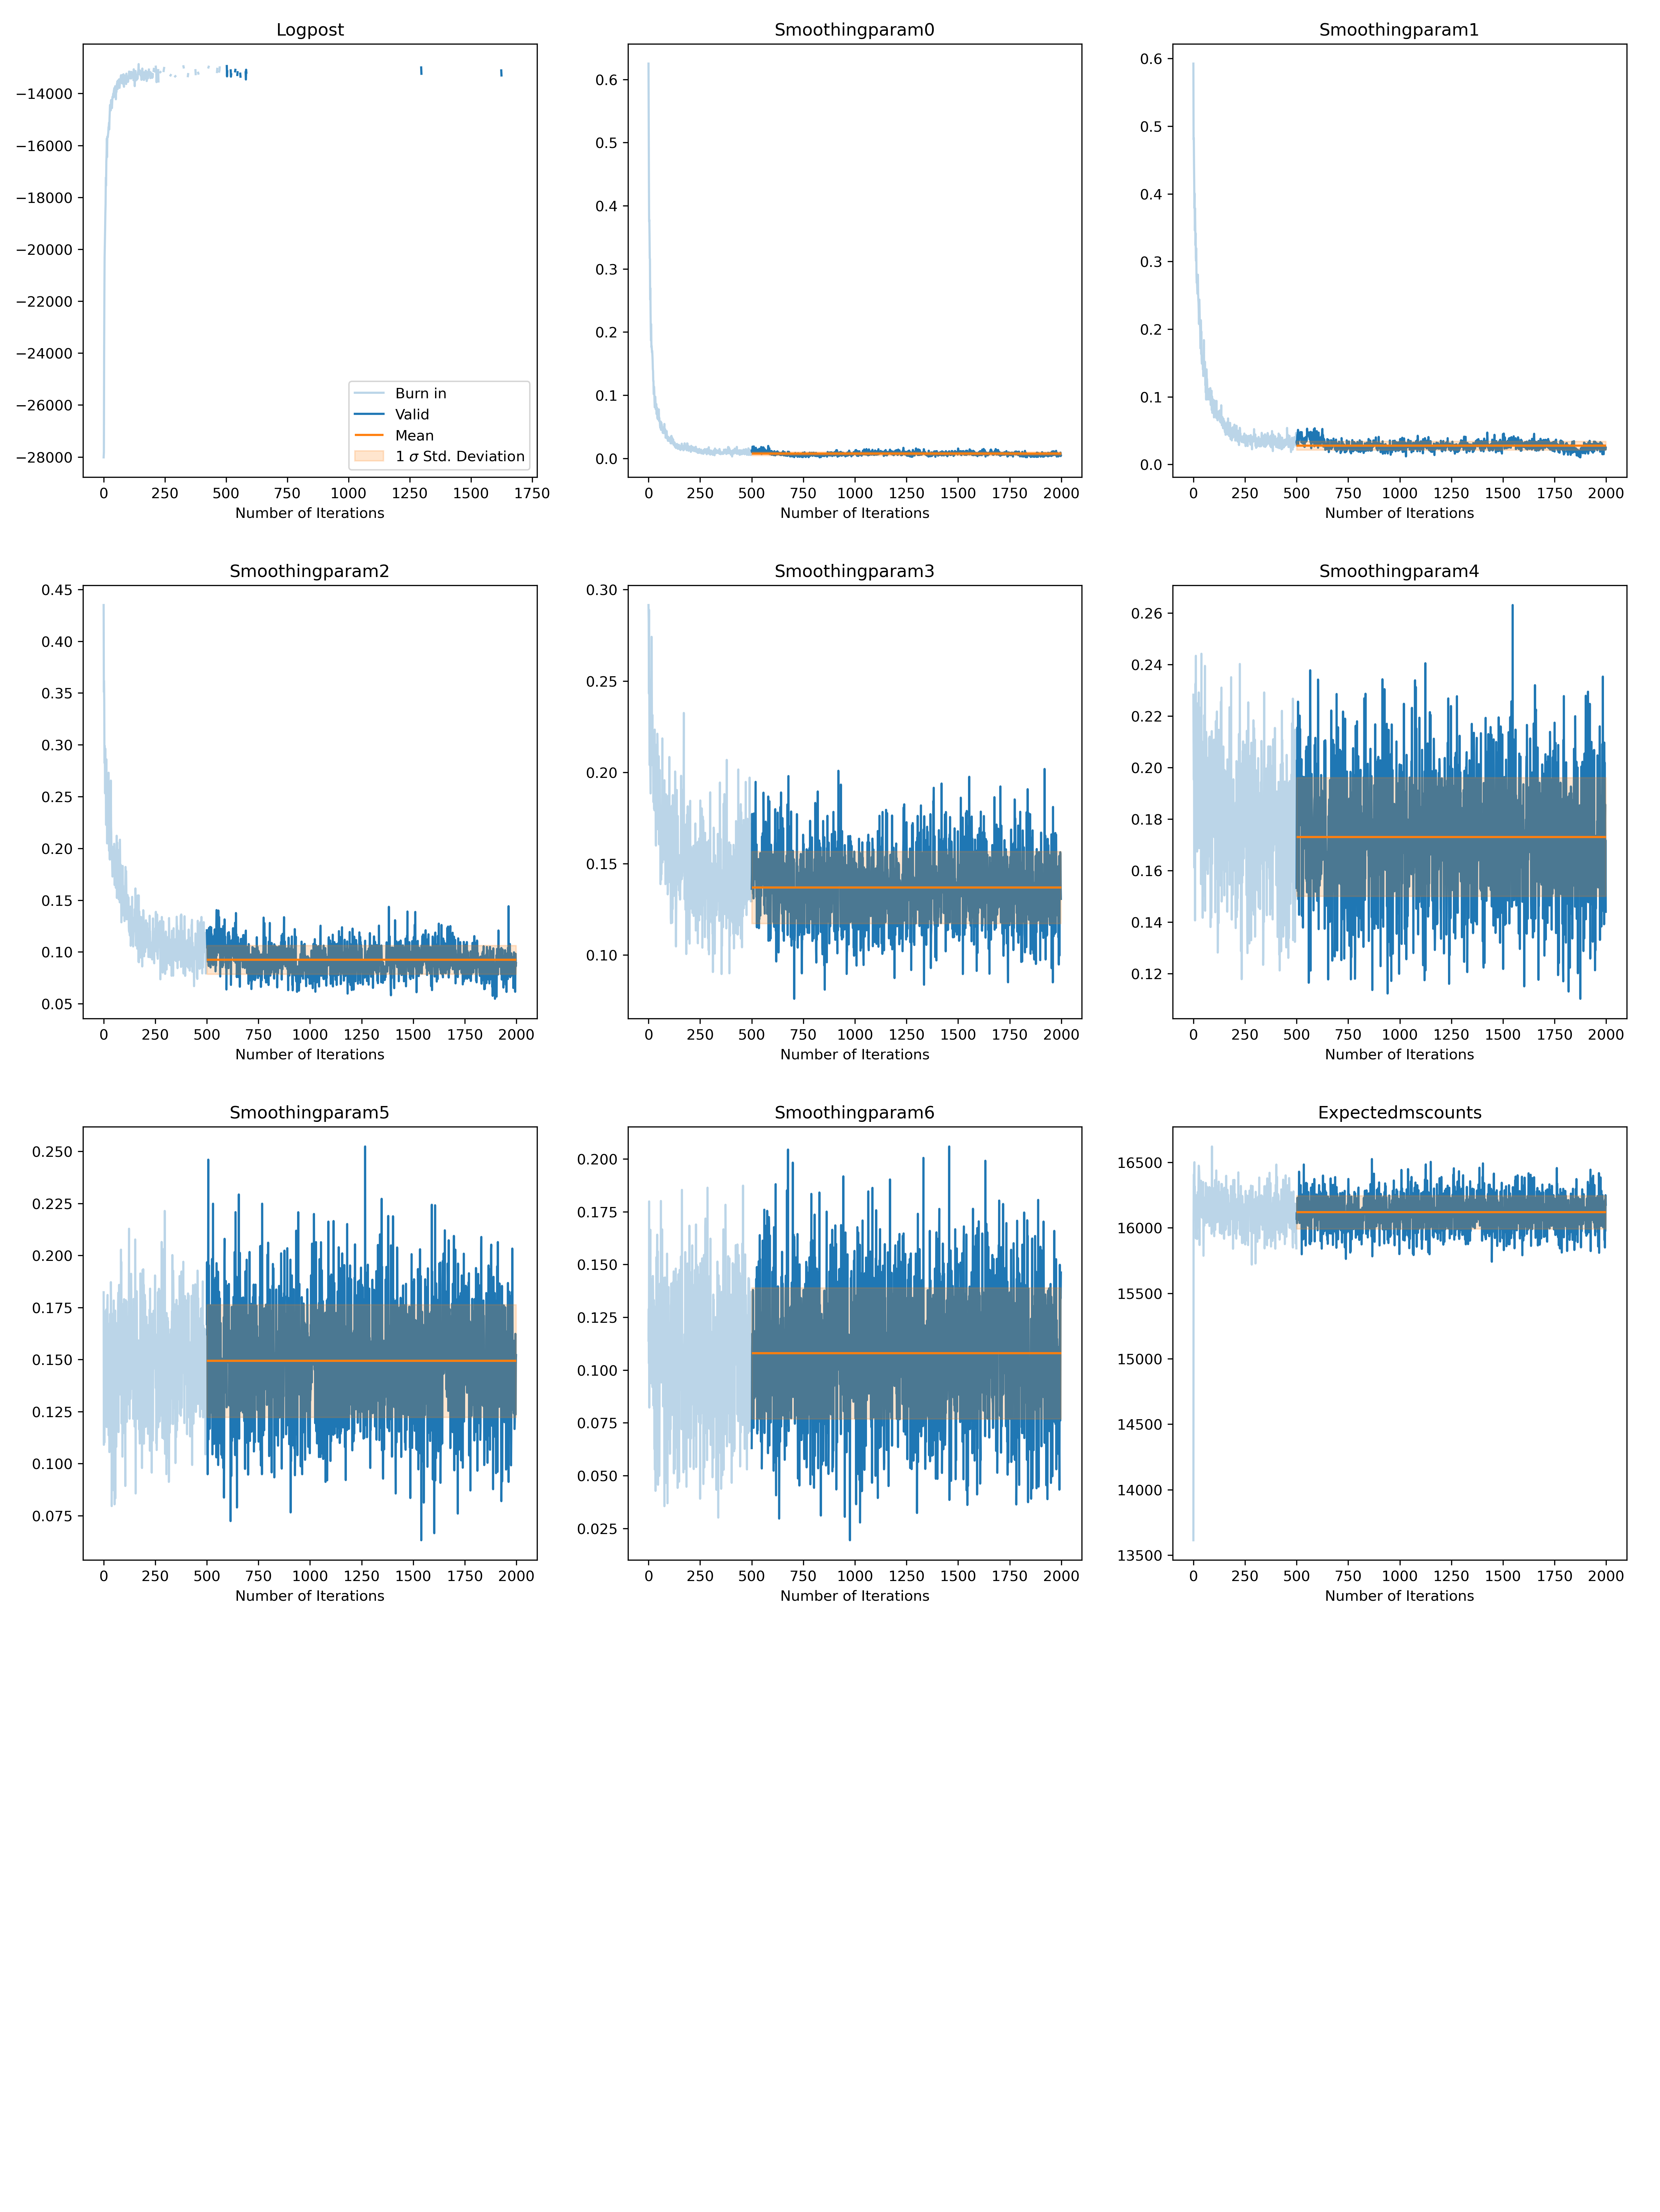 Logpost
−14000
−16000
−18000
−20000
−22000
−24000
−26000
−28000
Burn in
Valid
Mean
1 σ Std. Deviation
0 250 500 750 1000 1250 1500 1750
Number of Iterations
Smoothingparam0
0.6
0.5
0.4
0.3
0.2
0.1
0.0
0 250 500 750 1000 1250 1500 1750 2000
Number of Iterations
Smoothingparam1
0.6
0.5
0.4
0.3
0.2
0.1
0.0
0 250 500 750 1000 1250 1500 1750 2000
Number of Iterations
Smoothingparam2
0.45
0.40
0.35
0.30
0.25
0.20
0.15
0.10
0.05
0 250 500 750 1000 1250 1500 1750 2000
Number of Iterations
Smoothingparam3
0.30
0.25
0.20
0.15
0.10
0 250 500 750 1000 1250 1500 1750 2000
Number of Iterations
Smoothingparam4
0.26
0.24
0.22
0.20
0.18
0.16
0.14
0.12
0 250 500 750 1000 1250 1500 1750 2000
Number of Iterations
Smoothingparam5
0.250
0.225
0.200
0.175
0.150
0.125
0.100
0.075
0 250 500 750 1000 1250 1500 1750 2000
Number of Iterations
Smoothingparam6
0.200
0.175
0.150
0.125
0.100
0.075
0.050
0.025
0 250 500 750 1000 1250 1500 1750 2000
Number of Iterations
Expectedmscounts
16500
16000
15500
15000
14500
14000
13500
0 250 500 750 1000 1250 1500 1750 2000
Number of Iterations